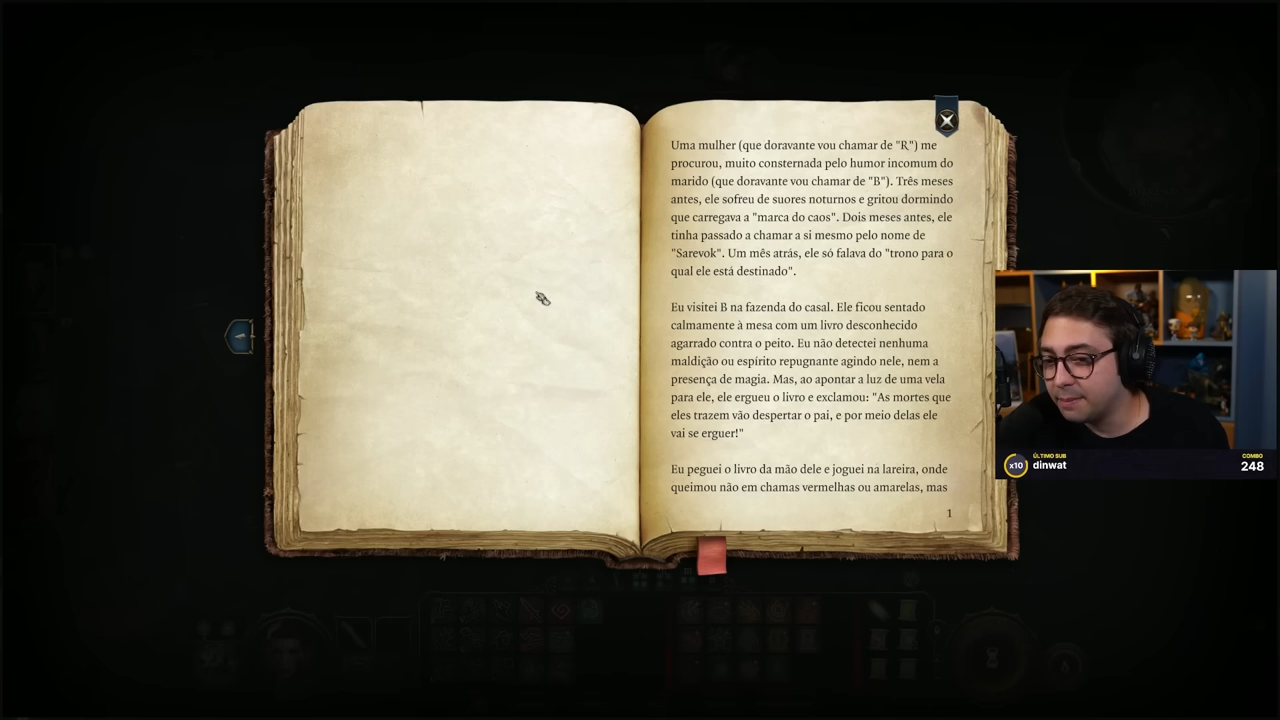 Uma mulher (que doravante vou chamar de "R") me
procurou, muito consternada pelo humor incomum do
marido (que doravante vou chamar de "B"). Três meses
antes, ele sofreu de suores noturnos e gritou dormindo
que carregava a "marca do caos". Dois meses antes, ele
tinha passado a chamar a si mesmo pelo nome de
"Sarevok". Um mês atrás, ele só falava do "trono para o
qual ele está destinado".
Eu visitei B na fazenda do casal. Ele ficou sentado
calmamente à mesa com um livro desconhecido
agarrado contra o peito. Eu não detectei nenhuma
maldição ou espírito repugnante agindo nele, nem a
presença de magia. Mas, ao apontar a luz de uma vela
para ele, ele ergueu o livro e exclamou: "As mortes que
eles trazem vão despertar o pai, e por meio delas ele
vai se erguer!"
Eu peguei o livro da mão dele e joguei na lareira, onde
queimou não em chamas vermelhas ou amarelas, mas
1
x10
ÚLTIMO SUB
dinwat
COMBO
248